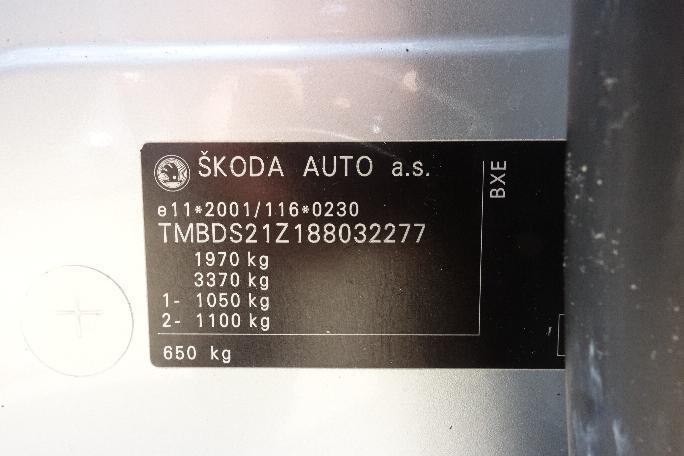 ŠKODA AUTO a.s.
BXE
e11*2001/116*0230
TMBDS21Z188032277
1970 kg
3370 kg
1- 1050 kg
2- 1100 kg
650 kg